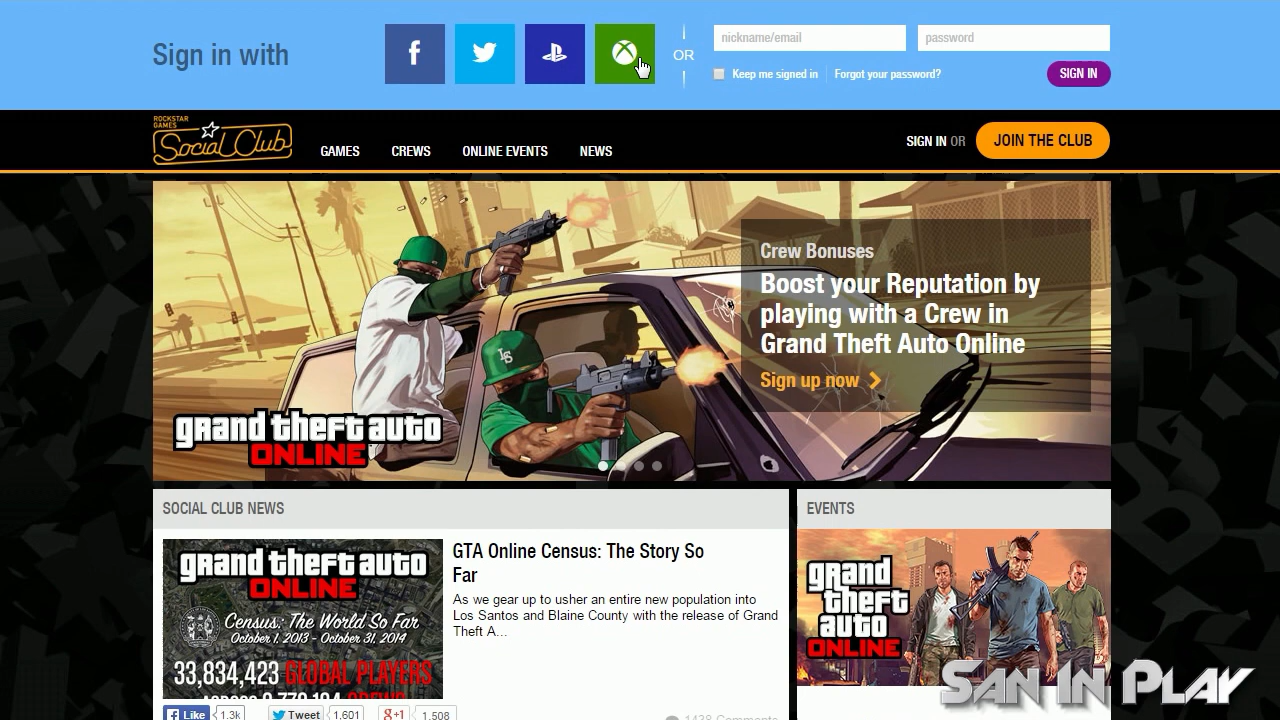 Sign in with
f
OR
nickname/email
password
Keep me signed in
Forgot your password?
SIGN IN
ROCKSTAR
GAMES
Social Club
GAMES
CREWS
ONLINE EVENTS
NEWS
SIGN IN OR
JOIN THE CLUB
Crew Bonuses
Boost your Reputation by
playing with a Crew in
Grand Theft Auto Online
Sign up now
LS
grand theft auto
ONLINE
SOCIAL CLUB NEWS
EVENTS
grand theft auto
ONLINE
Census: The World So Far
October 1, 2013 - October 31, 2014
33,834,423 GLOBAL PLAYERS
GTA Online Census: The Story So
Far
As we gear up to usher an entire new population into
Los Santos and Blaine County with the release of Grand
Theft A...
grand
theft
auto
ONLINE
SAN IN PLAY
Like
1.3k
Tweet
1,601
g+1
1,508
1438 Comments